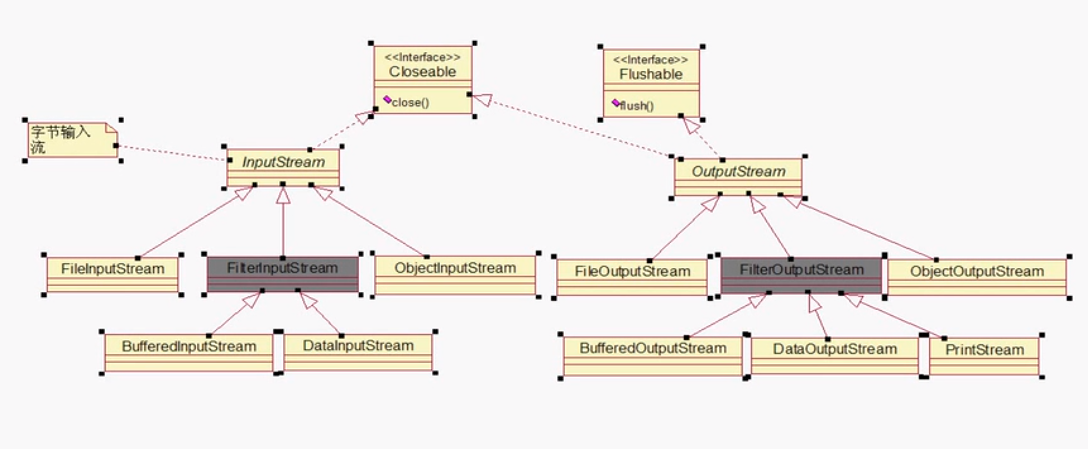 <<Interface>>
Closeable
close()
<<Interface>>
Flushable
flush()
字节输入
流
InputStream
OutputStream
FileInputStream
FilterInputStream
ObjectInputStream
FileOutputStream
FilterOutputStream
ObjectOutputStream
BufferedInputStream
DataInputStream
BufferedOutputStream
DataOutputStream
PrintStream